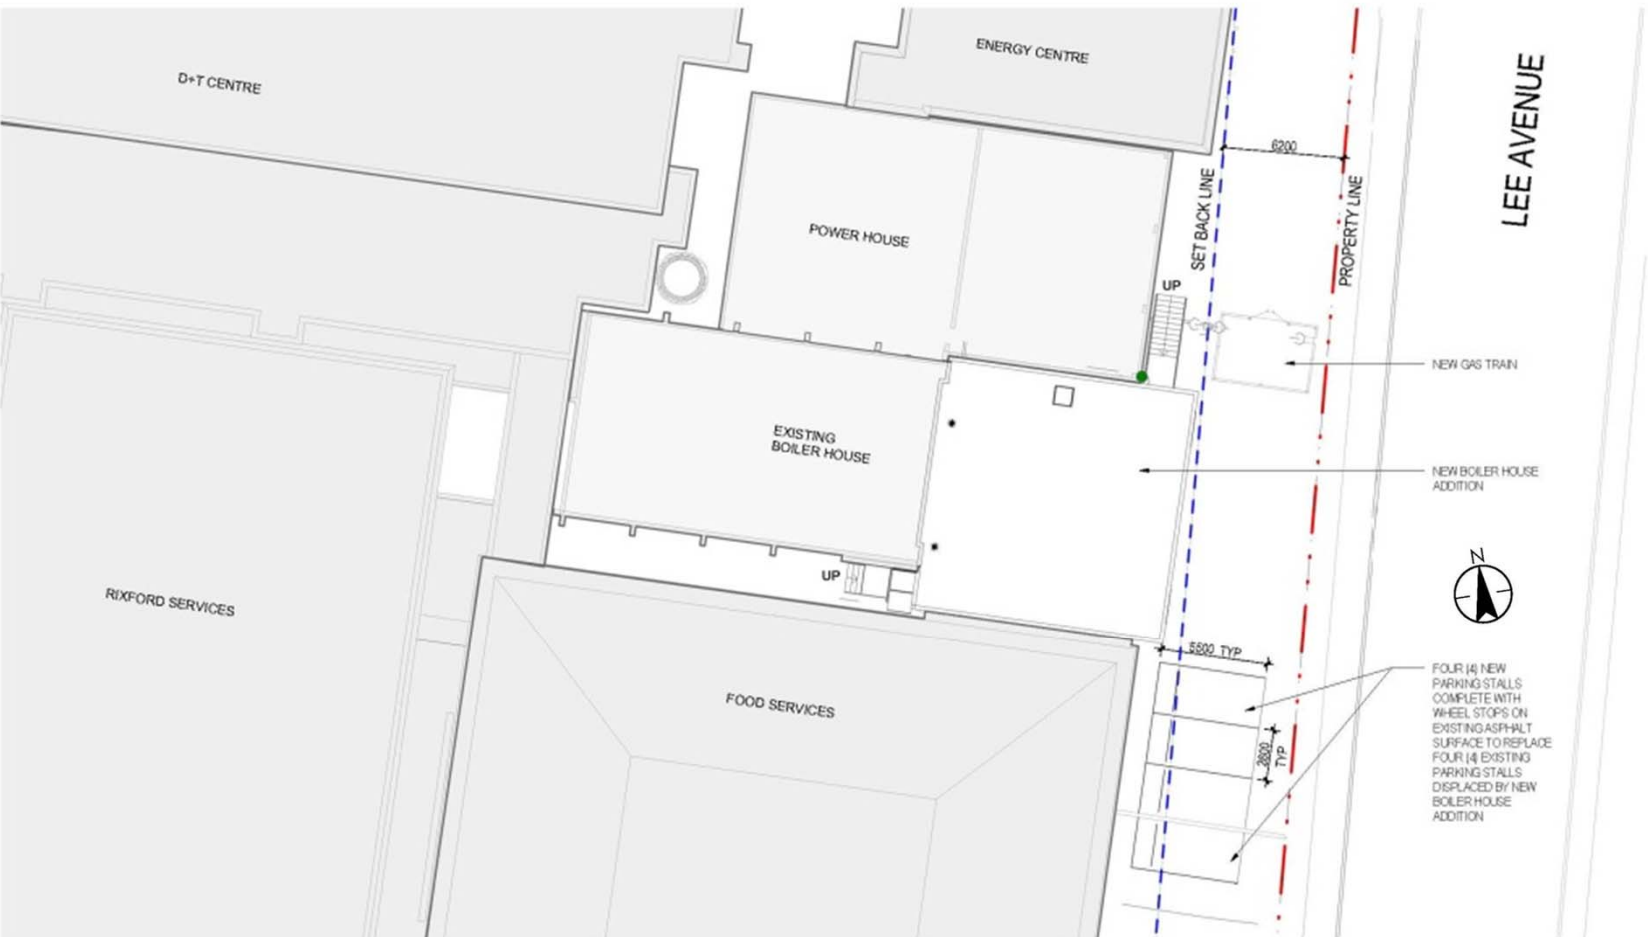 D+T CENTRE
ENERGY CENTRE
LEE AVENUE
6200
SET BACK LINE
PROPERTY LINE
POWER HOUSE
UP
NEW GAS TRAIN
EXISTING
BOILER HOUSE
NEW BOILER HOUSE
ADDITION
N
UP
RIXFORD SERVICES
5500 TYP
FOOD SERVICES
2600
TYP
FOUR (4) NEW
PARKING STALLS
COMPLETE WITH
WHEEL STOPS ON
EXISTING ASPHALT
SURFACE TO REPLACE
FOUR (4) EXISTING
PARKING STALLS
DISPLACED BY NEW
BOILER HOUSE
ADDITION